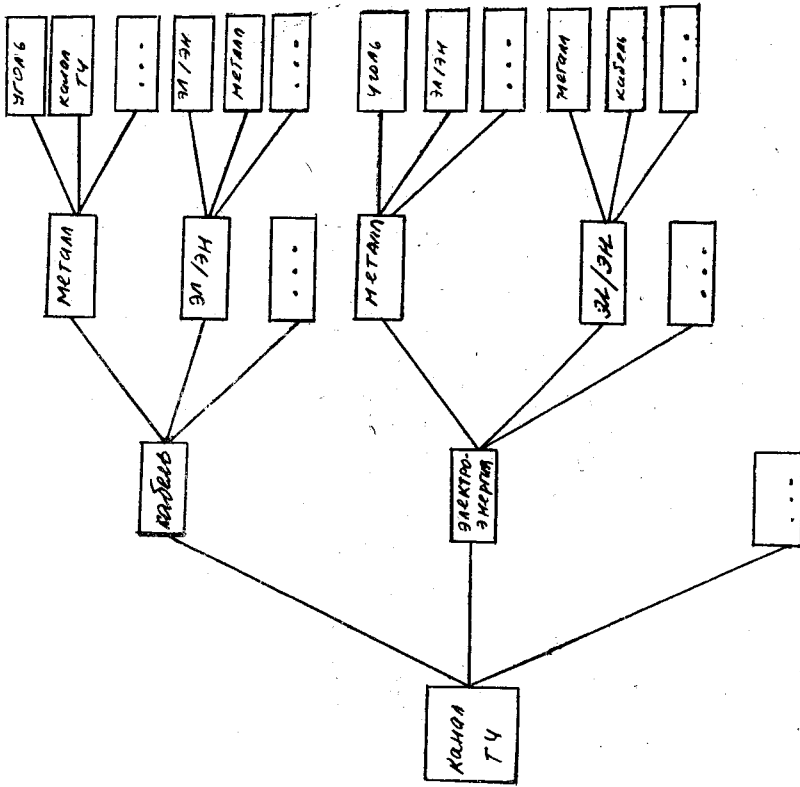 Канал
ТЧ
кабель
электро-
энергия
...
металл
эл/эн
...
металл
эл/эн
...
уголь
канал
ТЧ
...
эл/эн
металл
...
уголь
эл/эн
...
металл
кабель
...